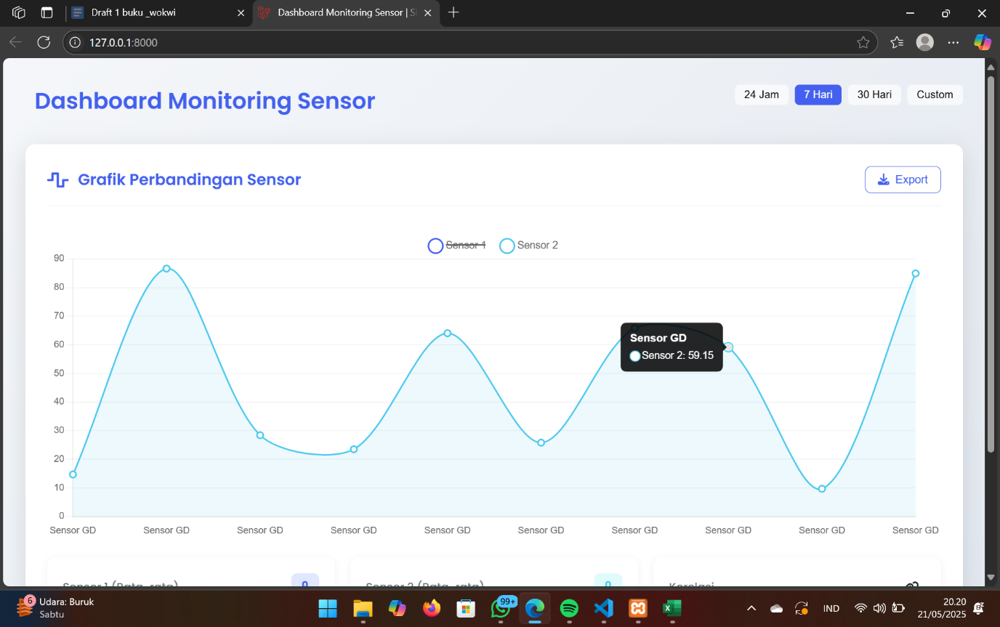 Draft 1 buku _wokwi
Dashboard Monitoring Sensor | S
127.0.0.1:8000
Dashboard Monitoring Sensor
24 Jam
7 Hari
30 Hari
Custom
Grafik Perbandingan Sensor
Export
Sensor 1
Sensor 2
90
80
70
60
50
40
30
20
10
0
Sensor GD
Sensor 2: 59.15
Sensor GD
Sensor GD
Sensor GD
Sensor GD
Sensor GD
Sensor GD
Sensor GD
Sensor GD
Sensor GD
Sensor GD
Sensor 1 (Rata-rata)
0
Sensor 2 (Rata-rata)
0
Korelasi
6
Udara: Buruk
Sabtu
99+
IND
20.20
21/05/2025